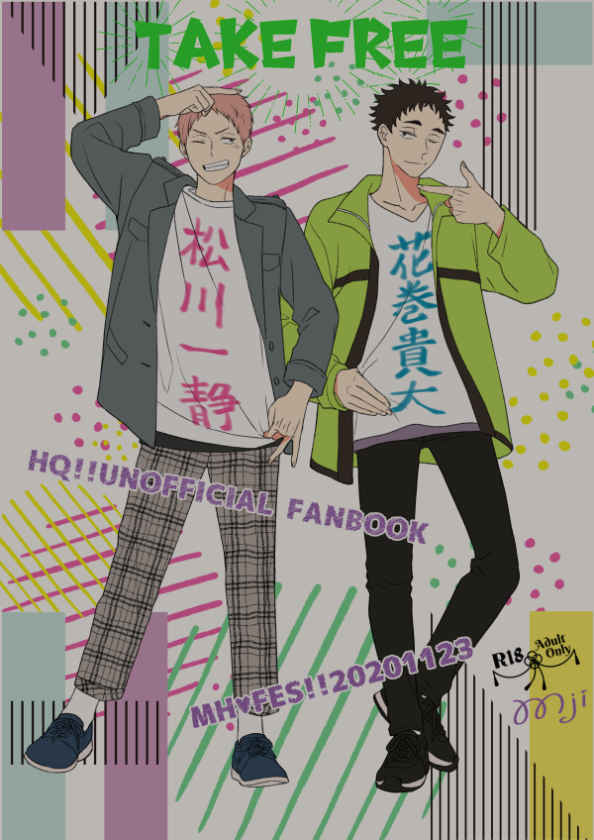 TAKE FREE
松川一静
花巻貴大
HQ!!UNOFFICIAL FANBOOK
MH♥FES!!20201123
R18
Adult Only
mji